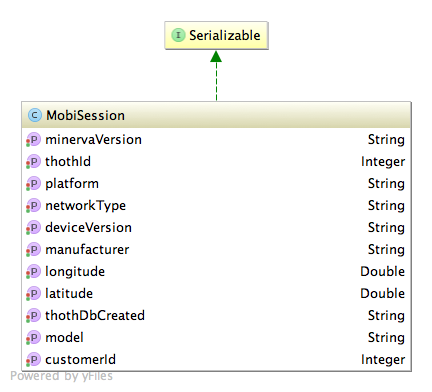 I Serializable
C MobiSession
P minervaVersion String
P thothId Integer
P platform String
P networkType String
P deviceVersion String
P manufacturer String
P longitude Double
P latitude Double
P thothDbCreated String
P model String
P customerId Integer
Powered by yFiles